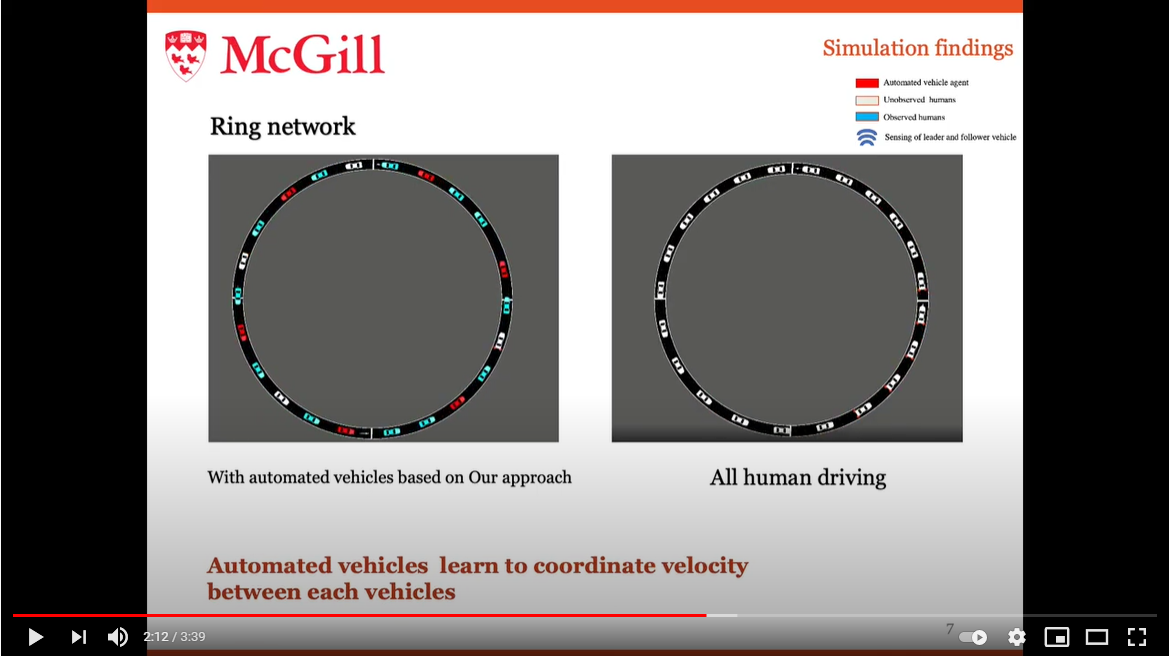 McGill
Simulation findings
Automated vehicle agent
Unobserved humans
Observed humans
Sensing of leader and follower vehicle
Ring network
With automated vehicles based on Our approach
All human driving
Automated vehicles learn to coordinate velocity
between each vehicles
7
2:12 / 3:39